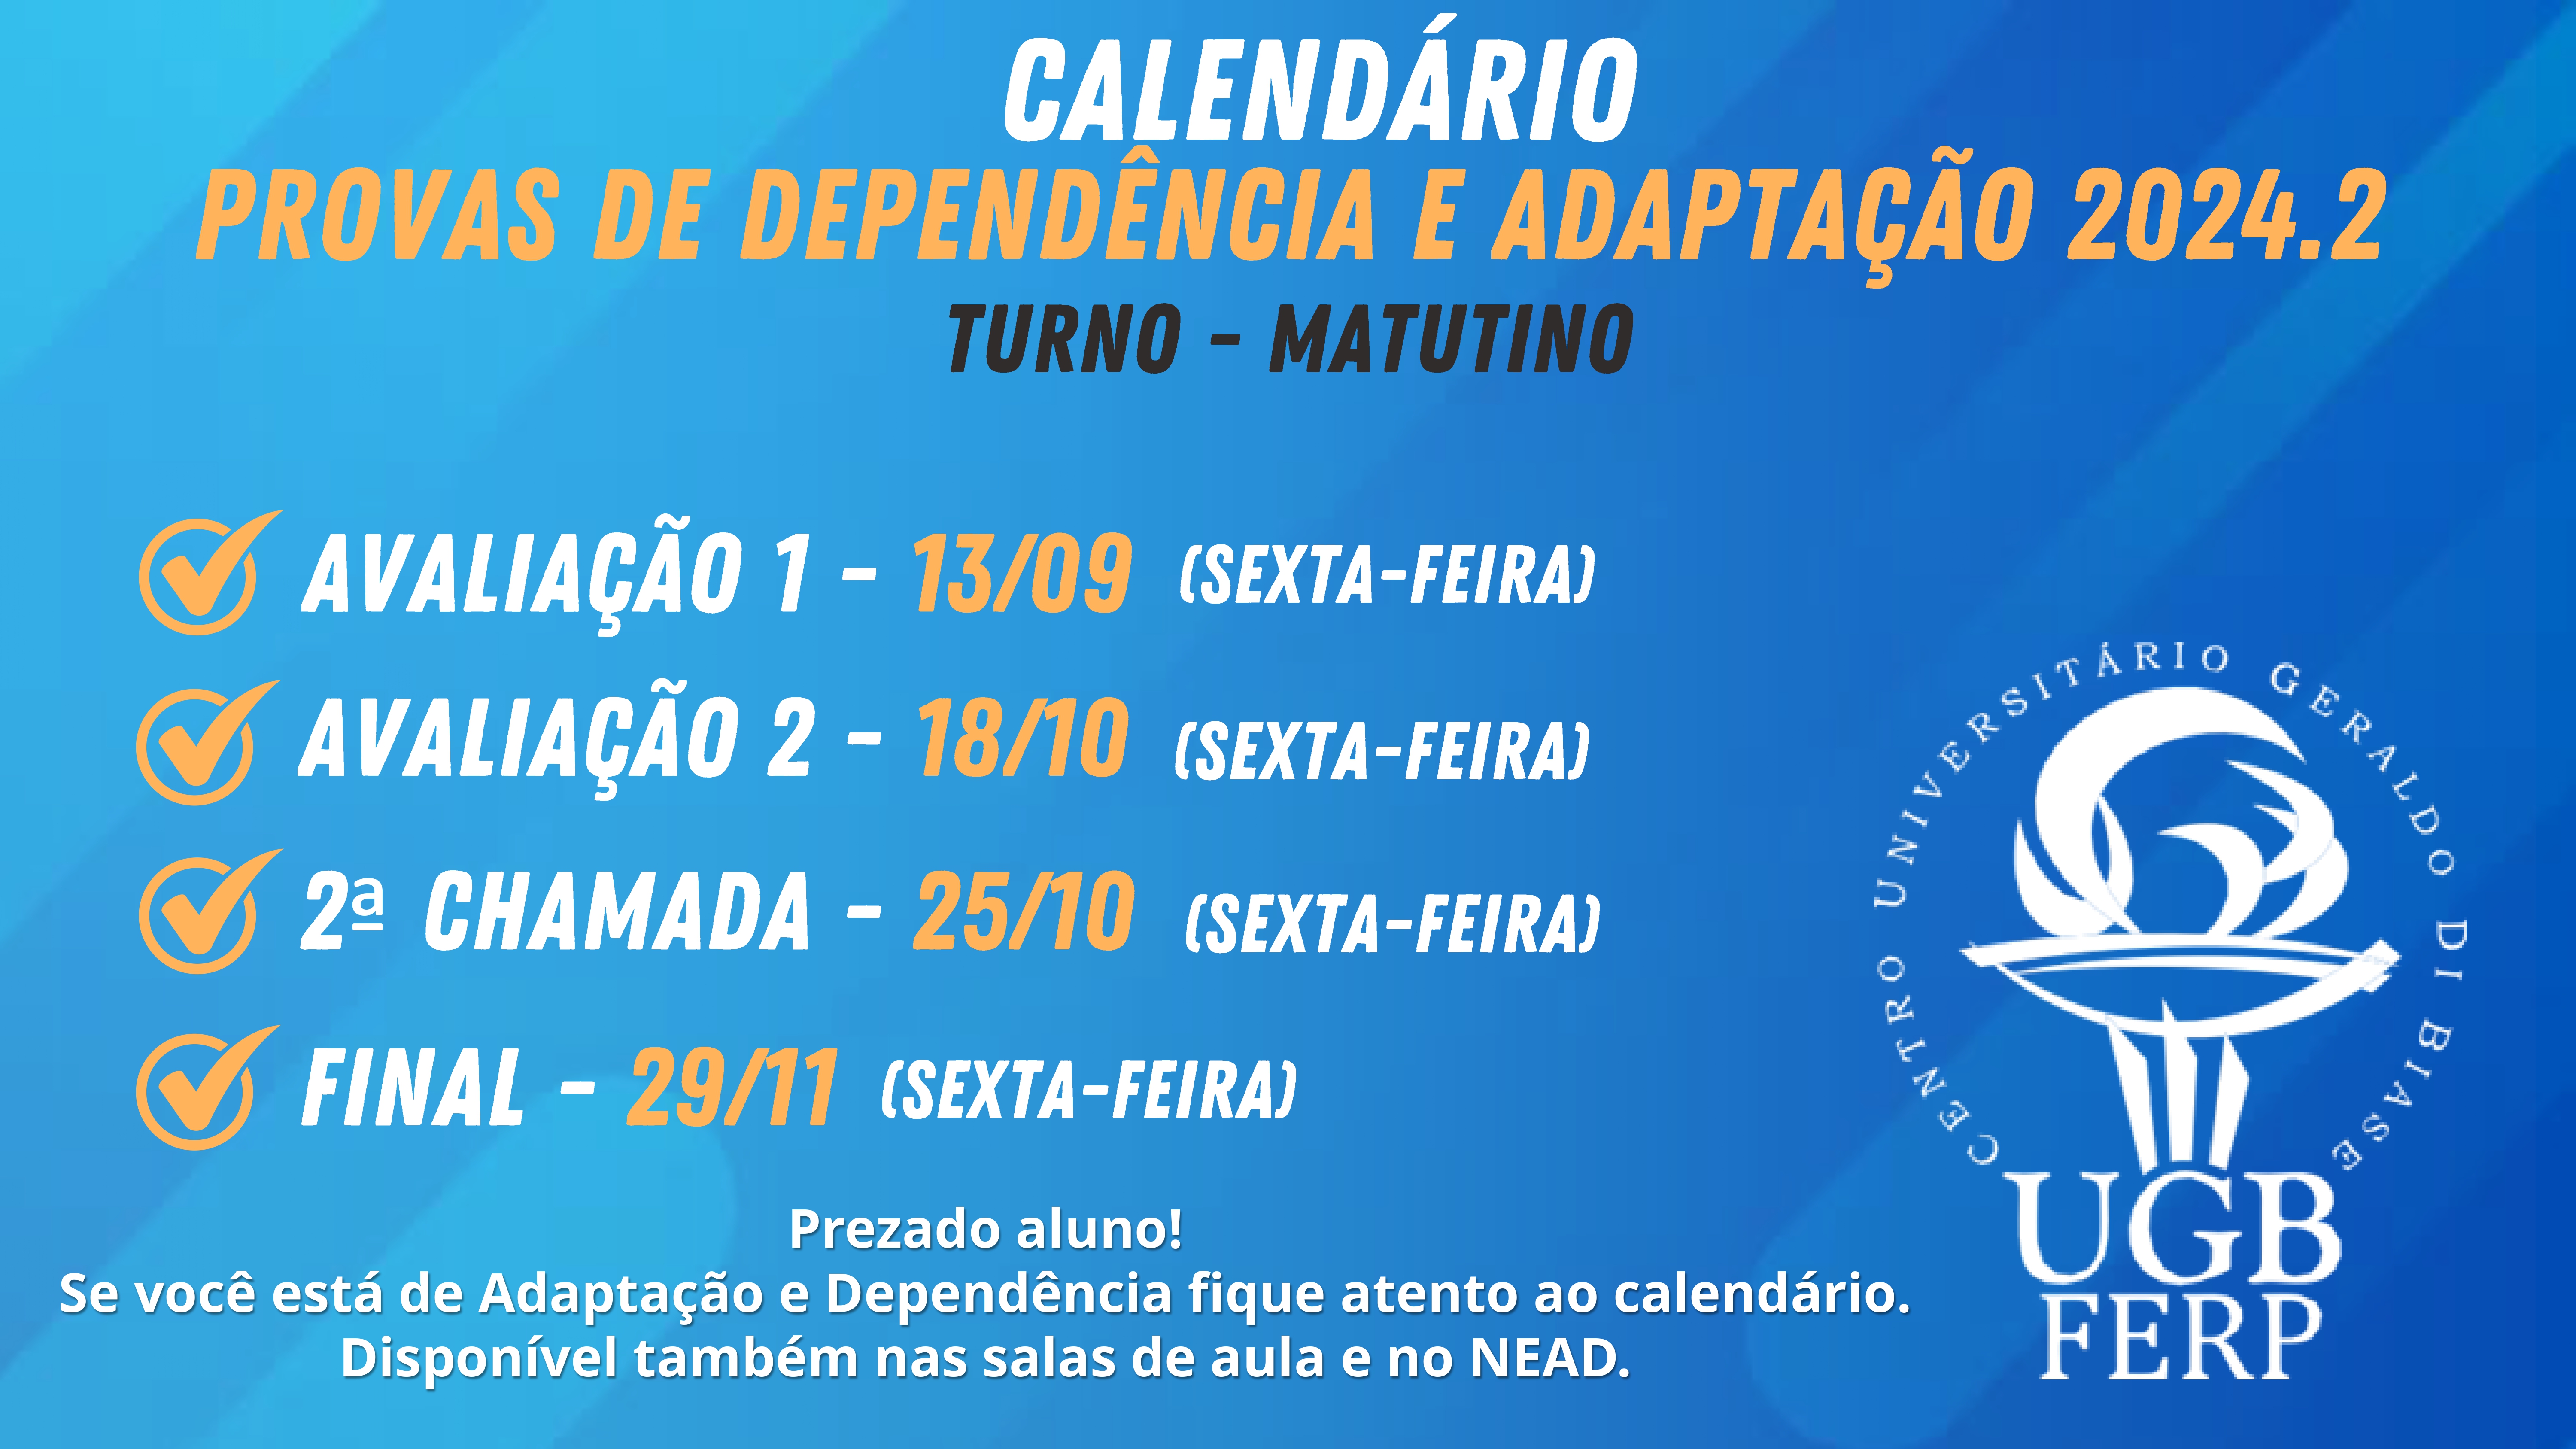 CALENDÁRIO
PROVAS DE DEPENDÊNCIA E ADAPTAÇÃO 2024.2
TURNO - MATUTINO
AVALIAÇÃO 1 - 13/09 (SEXTA-FEIRA)
AVALIAÇÃO 2 - 18/10 (SEXTA-FEIRA)
2ª CHAMADA - 25/10 (SEXTA-FEIRA)
FINAL - 29/11 (SEXTA-FEIRA)
Prezado aluno!
Se você está de Adaptação e Dependência fique atento ao calendário.
Disponível também nas salas de aula e no NEAD.
CENTRO UNIVERSITÁRIO GERALDO DI BIASE
UGB
FERP